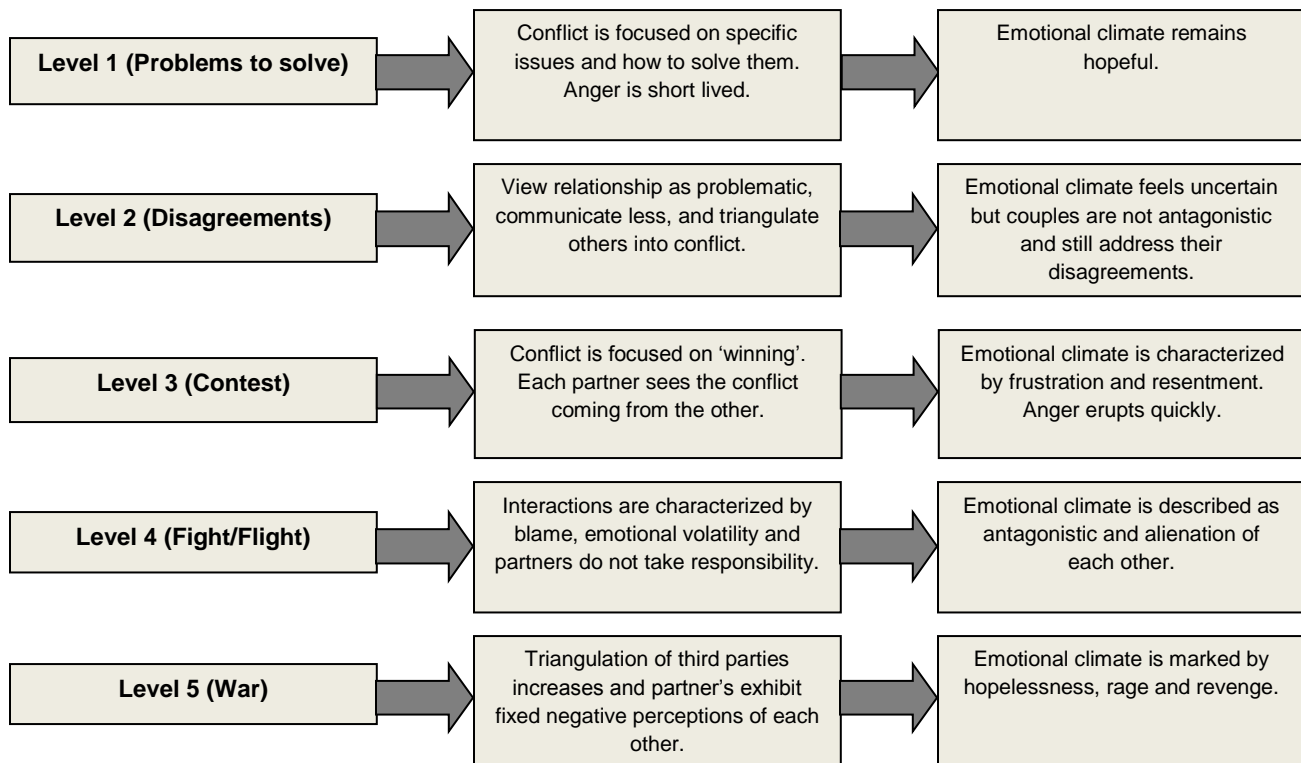 Level 1 (Problems to solve)
Conflict is focused on specific
issues and how to solve them.
Anger is short lived.
Emotional climate remains
hopeful.
Level 2 (Disagreements)
View relationship as problematic,
communicate less, and triangulate
others into conflict.
Emotional climate feels uncertain
but couples are not antagonistic
and still address their
disagreements.
Level 3 (Contest)
Conflict is focused on ‘winning’.
Each partner sees the conflict
coming from the other.
Emotional climate is characterized
by frustration and resentment.
Anger erupts quickly.
Level 4 (Fight/Flight)
Interactions are characterized by
blame, emotional volatility and
partners do not take responsibility.
Emotional climate is described as
antagonistic and alienation of
each other.
Level 5 (War)
Triangulation of third parties
increases and partner’s exhibit
fixed negative perceptions of each
other.
Emotional climate is marked by
hopelessness, rage and revenge.